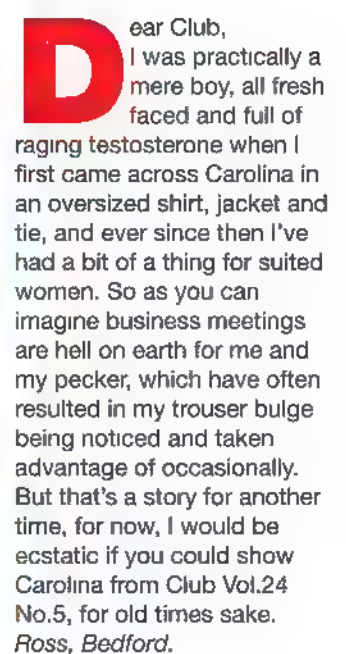 Dear Club,
I was practically a
mere boy, all fresh
faced and full of
raging testosterone when I
first came across Carolina in
an oversized shirt, jacket and
tie, and ever since then I've
had a bit of a thing for suited
women. So as you can
imagine business meetings
are hell on earth for me and
my pecker, which have often
resulted in my trouser bulge
being noticed and taken
advantage of occasionally.
But that's a story for another
time, for now, I would be
ecstatic if you could show
Carolina from Club Vol.24
No.5, for old times sake.
Ross, Bedford.